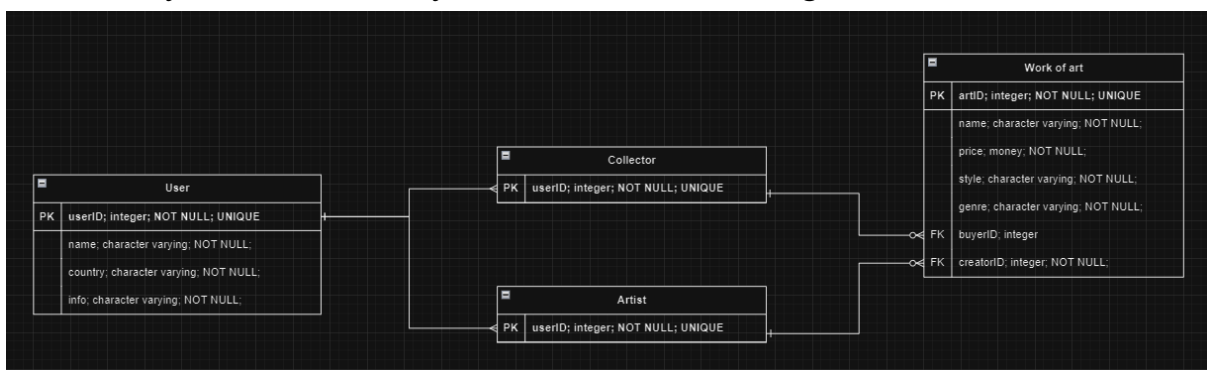 User
PK userID; integer; NOT NULL; UNIQUE
name; character varying; NOT NULL;
country; character varying; NOT NULL;
info; character varying; NOT NULL;
Collector
PK userID; integer; NOT NULL; UNIQUE
Artist
PK userID; integer; NOT NULL; UNIQUE
Work of art
PK artID; integer; NOT NULL; UNIQUE
name; character varying; NOT NULL;
price; money; NOT NULL;
style; character varying; NOT NULL;
genre; character varying; NOT NULL;
FK buyerID; integer
FK creatorID; integer; NOT NULL;